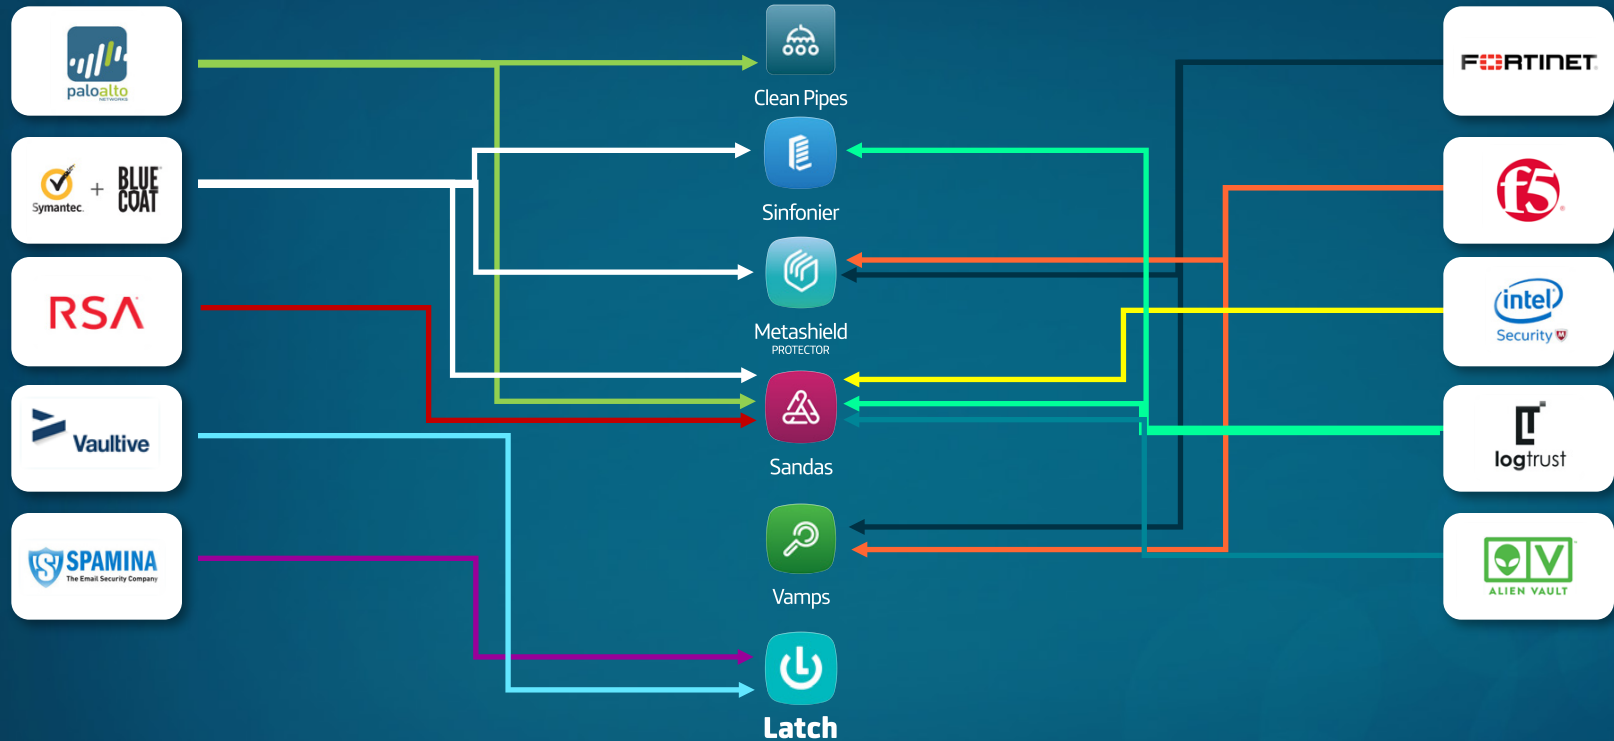 paloalto
NETWORKS
Symantec.
+
BLUE
COAT
RSA
Vaultive
SPAMINA
The Email Security Company
Clean Pipes
Sinfonier
Metashield
PROTECTOR
Sandas
Vamps
Latch
FORTINET
f5
intel
Security
logtrust
ALIEN VAULT